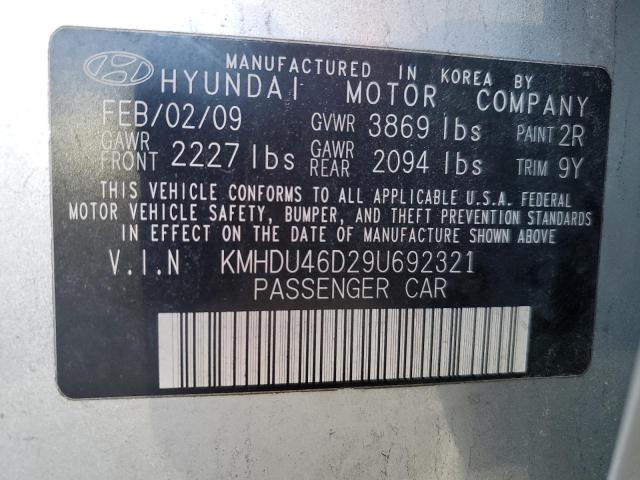 MANUFACTURED IN KOREA BY
HYUNDAI MOTOR COMPANY
FEB/02/09 GVWR 3869 lbs PAINT 2R
GAWR FRONT 2227 lbs GAWR REAR 2094 lbs TRIM 9Y
THIS VEHICLE CONFORMS TO ALL APPLICABLE U.S.A. FEDERAL
MOTOR VEHICLE SAFETY, BUMPER, AND THEFT PREVENTION STANDARDS
IN EFFECT ON THE DATE OF MANUFACTURE SHOWN ABOVE
V.I.N KMHDU46D29U692321
PASSENGER CAR